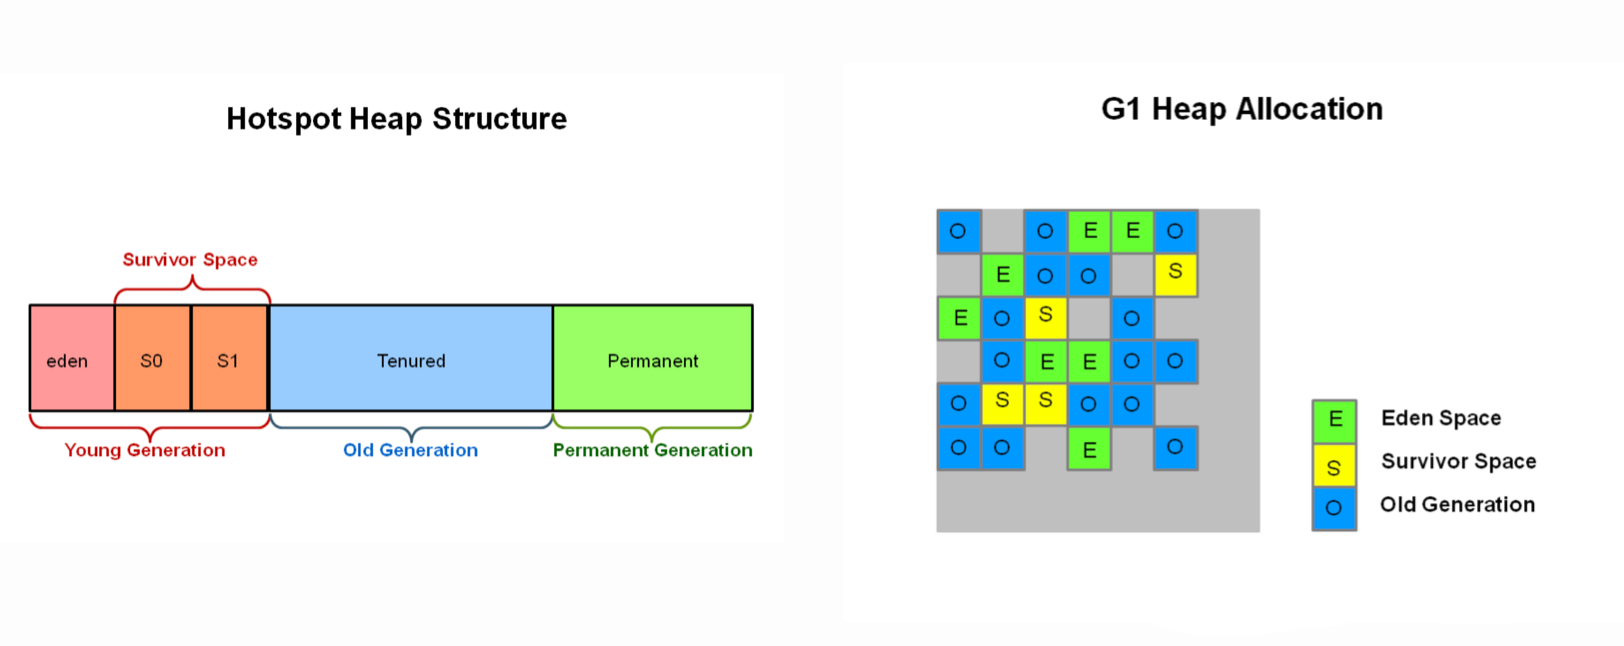 Hotspot Heap Structure
Survivor Space
eden S0 S1 Tenured Permanent
Young Generation Old Generation Permanent Generation
G1 Heap Allocation
O O E E O
E O O S
E O S O
O E E O O
O S S O O
O O E O
E Eden Space
S Survivor Space
O Old Generation